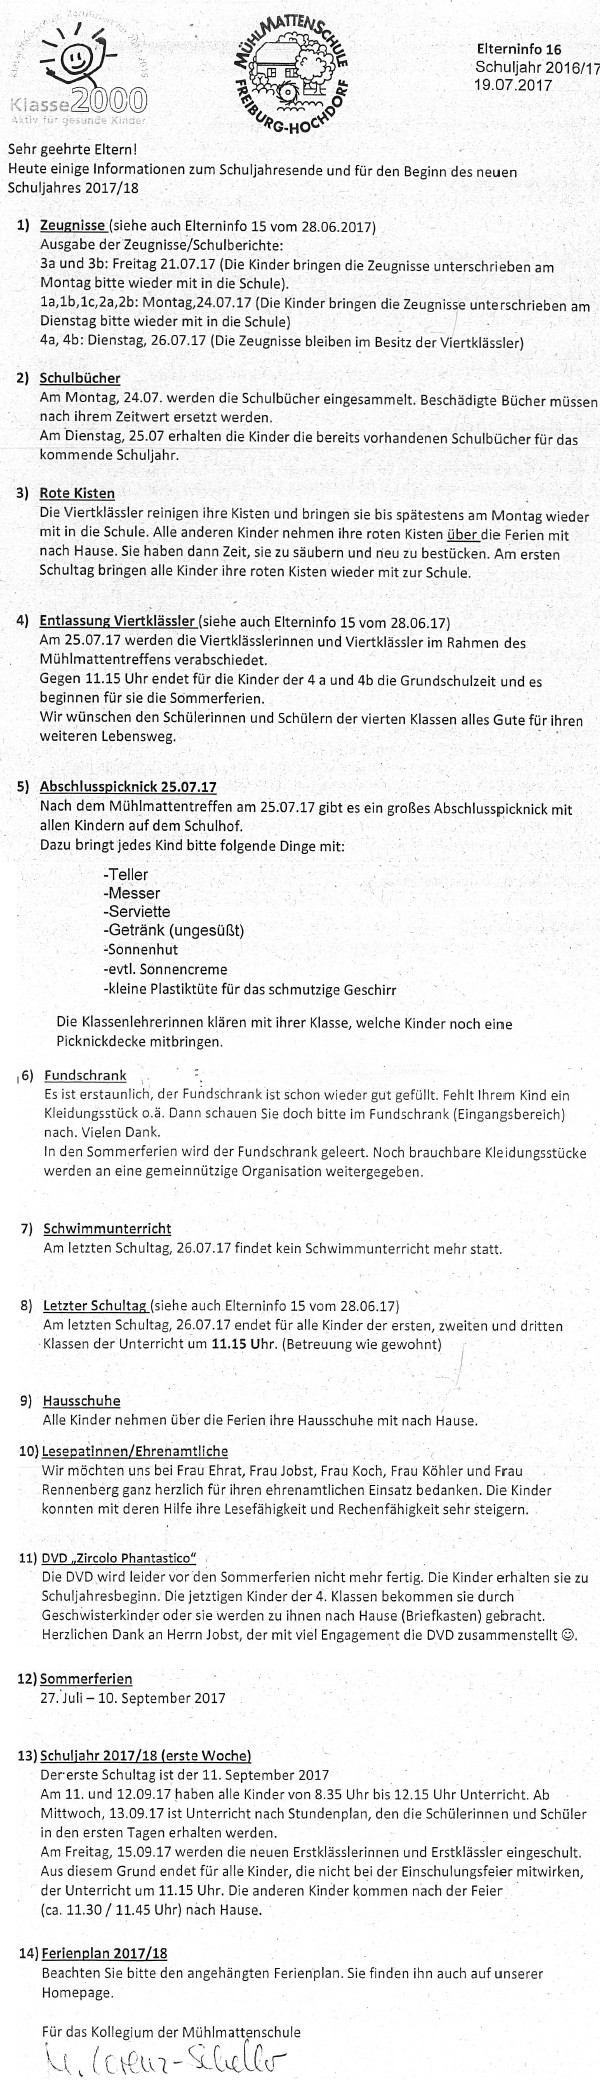 Klasse2000
Aktiv für gesunde Kinder
MÜHLMATTENSCHULE
FREIBURG-HOCHDORF
Elterninfo 16
Schuljahr 2016/17
19.07.2017
Sehr geehrte Eltern!
Heute einige Informationen zum Schuljahresende und für den Beginn des neuen
Schuljahres 2017/18
1) Zeugnisse (siehe auch Elterninfo 15 vom 28.06.2017)
Ausgabe der Zeugnisse/Schulberichte:
3a und 3b: Freitag 21.07.17 (Die Kinder bringen die Zeugnisse unterschrieben am
Montag bitte wieder mit in die Schule).
1a,1b,1c,2a,2b: Montag,24.07.17 (Die Kinder bringen die Zeugnisse unterschrieben am
Dienstag bitte wieder mit in die Schule)
4a, 4b: Dienstag, 26.07.17 (Die Zeugnisse bleiben im Besitz der Viertklässler)
2) Schulbücher
Am Montag, 24.07. werden die Schulbücher eingesammelt. Beschädigte Bücher müssen
nach ihrem Zeitwert ersetzt werden.
Am Dienstag, 25.07 erhalten die Kinder die bereits vorhandenen Schulbücher für das
kommende Schuljahr.
3) Rote Kisten
Die Viertklässler reinigen ihre Kisten und bringen sie bis spätestens am Montag wieder
mit in die Schule. Alle anderen Kinder nehmen ihre roten Kisten über die Ferien mit
nach Hause. Sie haben dann Zeit, sie zu säubern und neu zu bestücken. Am ersten
Schultag bringen alle Kinder ihre roten Kisten wieder mit zur Schule.
4) Entlassung Viertklässler (siehe auch Elterninfo 15 vom 28.06.17)
Am 25.07.17 werden die Viertklässlerinnen und Viertklässler im Rahmen des
Mühlmattentreffens verabschiedet.
Gegen 11.15 Uhr endet für die Kinder der 4 a und 4b die Grundschulzeit und es
beginnen für sie die Sommerferien.
Wir wünschen den Schülerinnen und Schülern der vierten Klassen alles Gute für ihren
weiteren Lebensweg.
5) Abschlusspicknick 25.07.17
Nach dem Mühlmattentreffen am 25.07.17 gibt es ein großes Abschlusspicknick mit
allen Kindern auf dem Schulhof.
Dazu bringt jedes Kind bitte folgende Dinge mit:
-Teller
-Messer
-Serviette
-Getränk (ungesüßt)
-Sonnenhut
-evtl. Sonnencreme
-kleine Plastiktüte für das schmutzige Geschirr
Die Klassenlehrerinnen klären mit ihrer Klasse, welche Kinder noch eine
Picknickdecke mitbringen.
6) Fundschrank
Es ist erstaunlich, der Fundschrank ist schon wieder gut gefüllt. Fehlt Ihrem Kind ein
Kleidungsstück o.ä. Dann schauen Sie doch bitte im Fundschrank (Eingangsbereich)
nach. Vielen Dank.
In den Sommerferien wird der Fundschrank geleert. Noch brauchbare Kleidungsstücke
werden an eine gemeinnützige Organisation weitergegeben.
7) Schwimmunterricht
Am letzten Schultag, 26.07.17 findet kein Schwimmunterricht mehr statt.
8) Letzter Schultag (siehe auch Elterninfo 15 vom 28.06.17)
Am letzten Schultag, 26.07.17 endet für alle Kinder der ersten, zweiten und dritten
Klassen der Unterricht um 11.15 Uhr. (Betreuung wie gewohnt)
9) Hausschuhe
Alle Kinder nehmen über die Ferien ihre Hausschuhe mit nach Hause.
10) Lesepatinnen/Ehrenamtliche
Wir möchten uns bei Frau Ehrat, Frau Jobst, Frau Koch, Frau Köhler und Frau
Rennenberg ganz herzlich für ihren ehrenamtlichen Einsatz bedanken. Die Kinder
konnten mit deren Hilfe ihre Lesefähigkeit und Rechenfähigkeit sehr steigern.
11) DVD „Zircolo Phantastico“
Die DVD wird leider vor den Sommerferien nicht mehr fertig. Die Kinder erhalten sie zu
Schuljahresbeginn. Die jetztigen Kinder der 4. Klassen bekommen sie durch
Geschwisterkinder oder sie werden zu ihnen nach Hause (Briefkasten) gebracht.
Herzlichen Dank an Herrn Jobst, der mit viel Engagement die DVD zusammenstellt ☺.
12) Sommerferien
27. Juli – 10. September 2017
13) Schuljahr 2017/18 (erste Woche)
Der erste Schultag ist der 11. September 2017
Am 11. und 12.09.17 haben alle Kinder von 8.35 Uhr bis 12.15 Uhr Unterricht. Ab
Mittwoch, 13.09.17 ist Unterricht nach Stundenplan, den die Schülerinnen und Schüler
in den ersten Tagen erhalten werden.
Am Freitag, 15.09.17 werden die neuen Erstklässlerinnen und Erstklässler eingeschult.
Aus diesem Grund endet für alle Kinder, die nicht bei der Einschulungsfeier mitwirken,
der Unterricht um 11.15 Uhr. Die anderen Kinder kommen nach der Feier
(ca. 11.30 / 11.45 Uhr) nach Hause.
14) Ferienplan 2017/18
Beachten Sie bitte den angehängten Ferienplan. Sie finden ihn auch auf unserer
Homepage.
Für das Kollegium der Mühlmattenschule